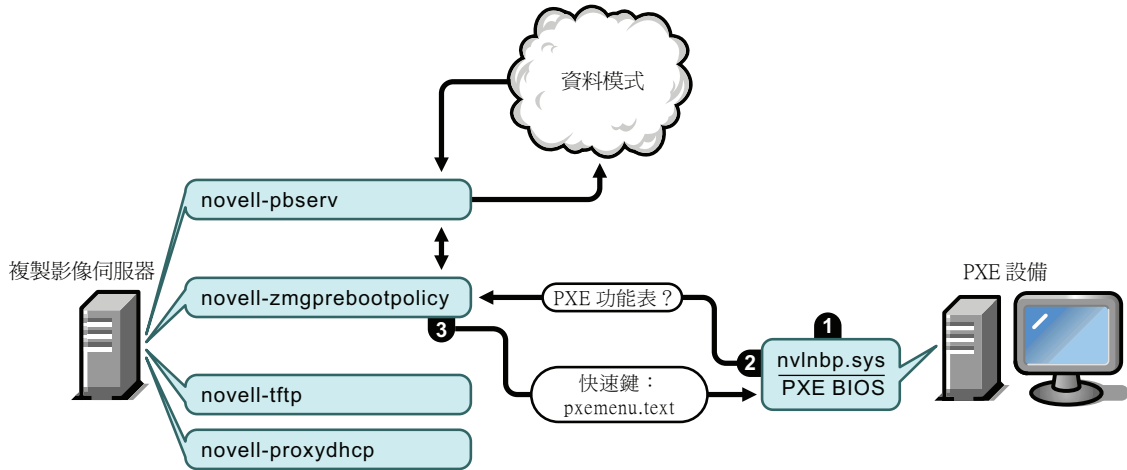 資料模式
novell-pbserv
複製影像伺服器
PXE 設備
novell-zmgprebootpolicy
PXE 功能表?
3
1
2
nvlnbp.sys
PXE BIOS
快速鍵:
pxemenu.text
novell-tftp
novell-proxydhcp